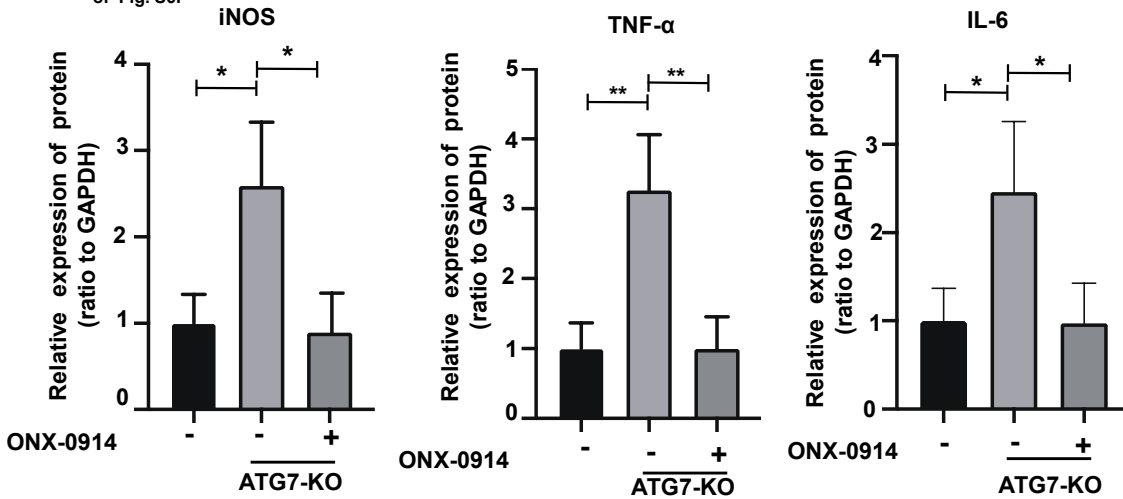 iNOS
Relative expression of protein
(ratio to GAPDH)
4
3
2
1
0
*
*
ONX-0914
-
-
+
ATG7-KO
TNF-α
Relative expression of protein
(ratio to GAPDH)
5
4
3
2
1
0
**
**
ONX-0914
-
-
+
ATG7-KO
IL-6
Relative expression of protein
(ratio to GAPDH)
4
3
2
1
0
*
*
ONX-0914
-
-
+
ATG7-KO